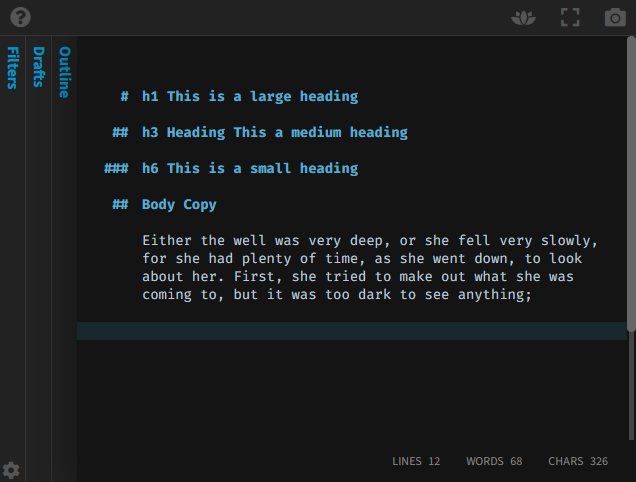 ?
Filters
Drafts
Outline
# h1 This is a large heading
## h3 Heading This a medium heading
### h6 This is a small heading
## Body Copy
Either the well was very deep, or she fell very slowly,
for she had plenty of time, as she went down, to look
about her. First, she tried to make out what she was
coming to, but it was too dark to see anything;
LINES 12 WORDS 68 CHARS 326